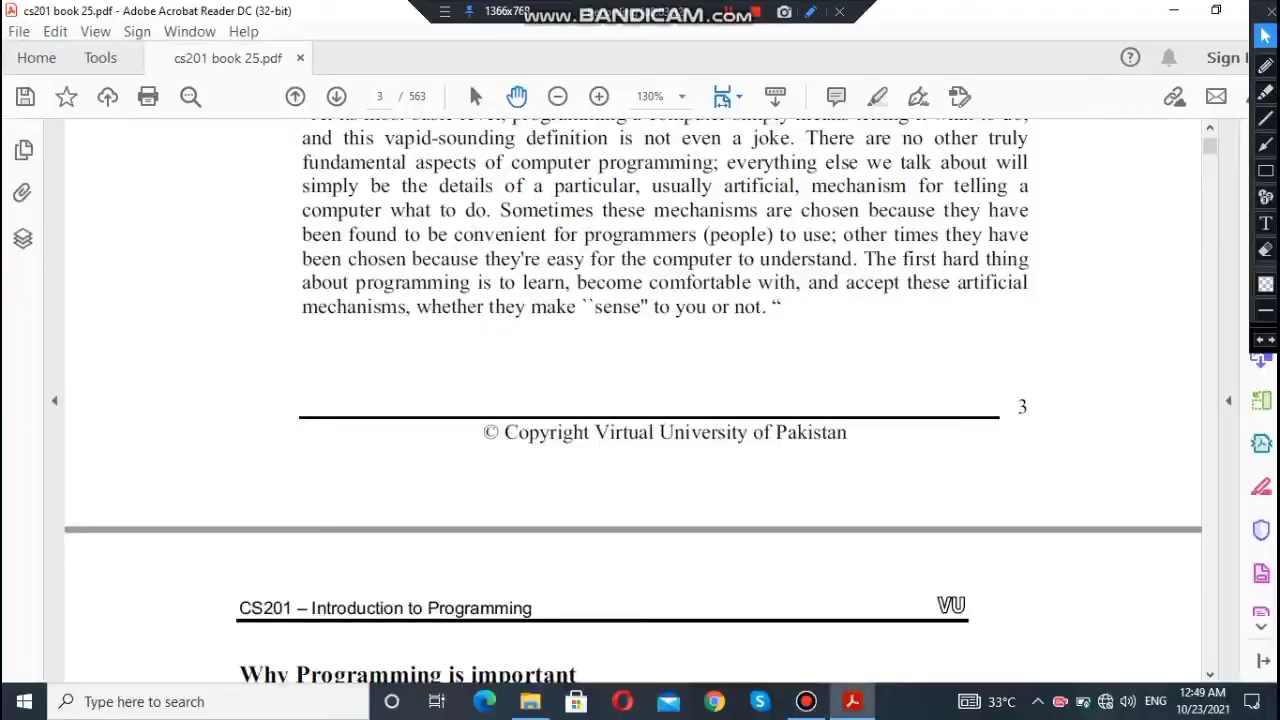 cs201 book 25.pdf - Adobe Acrobat Reader DC (32-bit)
1366x768
www.BANDICAM.com
File Edit View Sign Window Help
Home Tools cs201 book 25.pdf × Sign
3 / 563 130%
and this vapid-sounding definition is not even a joke. There are no other truly
fundamental aspects of computer programming; everything else we talk about will
simply be the details of a particular, usually artificial, mechanism for telling a
computer what to do. Sometimes these mechanisms are chosen because they have
been found to be convenient for programmers (people) to use; other times they have
been chosen because they're easy for the computer to understand. The first hard thing
about programming is to learn, become comfortable with, and accept these artificial
mechanisms, whether they make ``sense'' to you or not. “
3
© Copyright Virtual University of Pakistan
CS201 – Introduction to Programming VU
Why Programming is important
Type here to search
33°C ENG 12:49 AM
10/23/2021